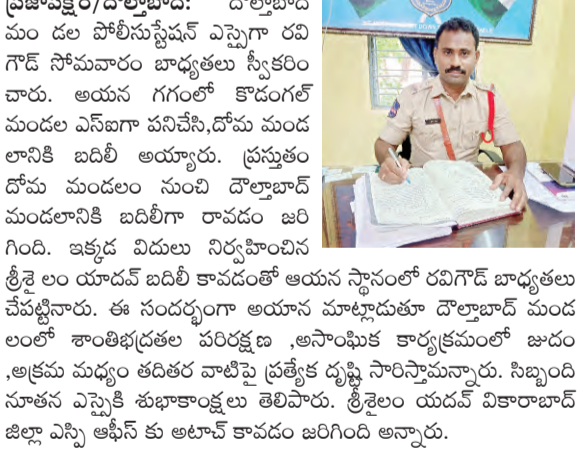 ప్రజాపక్షం/దౌల్తాబాద్: దౌల్తాబాద్
మం డల పోలీసుస్టేషన్ ఎస్సైగా రవి
గౌడ్ సోమవారం బాధ్యతలు స్వీకరిం
చారు. అయన గగంలో కొడంగల్
మండల ఎస్ఐగా పనిచేసి,దోమ మండ
లానికి బదిలీ అయ్యారు. ప్రస్తుతం
దోమ మండలం నుంచి దౌల్తాబాద్
మండలానికి బదిలీగా రావడం జరి
గింది. ఇక్కడ విదులు నిర్వహించిన
శ్రీశై లం యాదవ్ బదిలీ కావడంతో ఆయన స్థానంలో రవిగౌడ్ బాధ్యతలు
చేపట్టినారు. ఈ సందర్భంగా అయాన మాట్లాడుతూ దౌల్తాబాద్ మండ
లంలో శాంతిభద్రతల పరిరక్షణ ,అసాంఘిక కార్యక్రమంలో జుదం
,అక్రమ మధ్యం తదితర వాటిపై ప్రత్యేక దృష్టి సారిస్తామన్నారు. సిబ్బంది
నూతన ఎస్సైకి శుభాకాంక్షలు తెలిపారు. శ్రీశైలం యదవ్ వికారాబాద్
జిల్లా ఎస్పి ఆఫీస్ కు అటాచ్ కావడం జరిగింది అన్నారు.